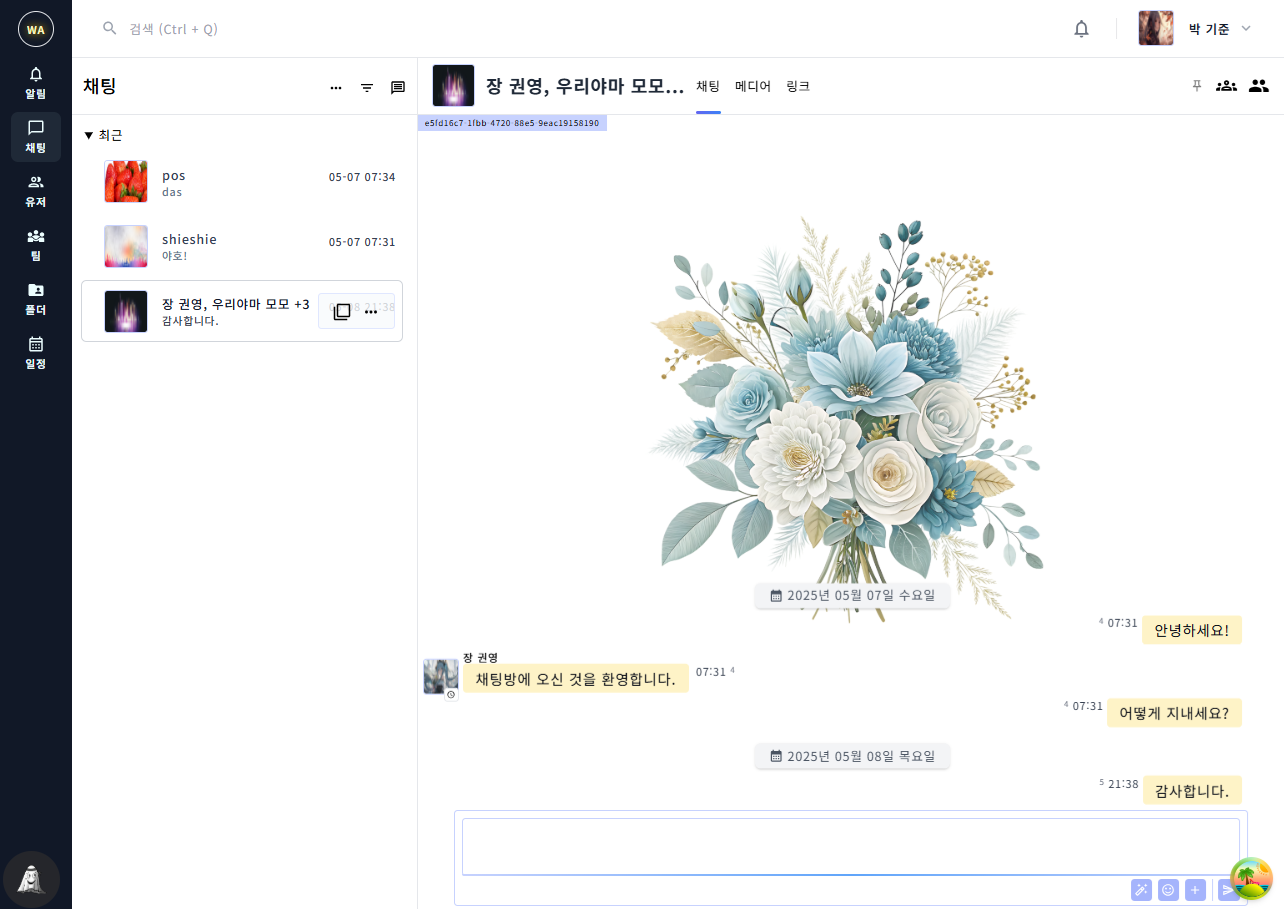 WA
검색 (Ctrl + Q)
박 기준
알림
채팅
유저
팀
폴더
일정
채팅
최근
pos
05-07 07:34
das
shieshie
05-07 07:31
야호!
장 권영, 우리야마 모모 +3
감사합니다.
장 권영, 우리야마 모모...
채팅
메디어
링크
e5fd16c7-1fbb-4720-88e5-9eac19158190
2025년 05월 07일 수요일
4 07:31
안녕하세요!
장 권영
채팅방에 오신 것을 환영합니다.
07:31 4
4 07:31
어떻게 지내세요?
2025년 05월 08일 목요일
5 21:38
감사합니다.